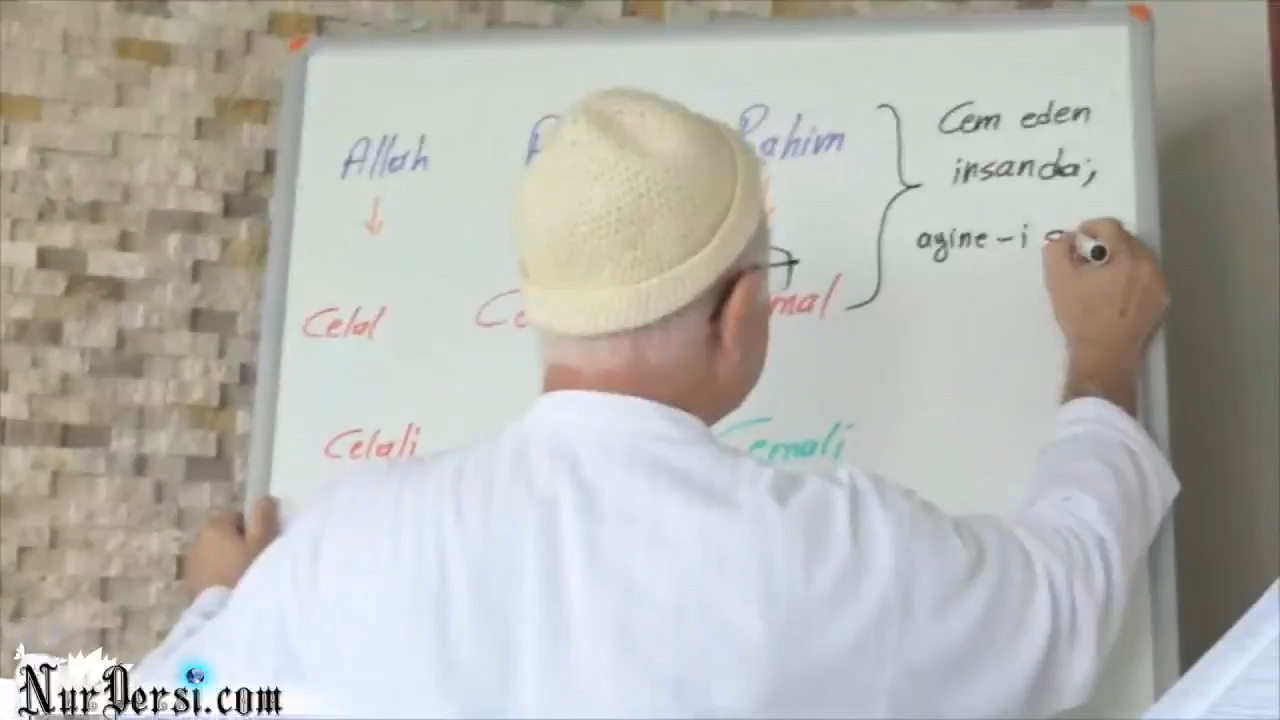 Allah Rahim
Celal
Celali Cemali
Cem eden
insanda;
ayine-i
NurDersi.com